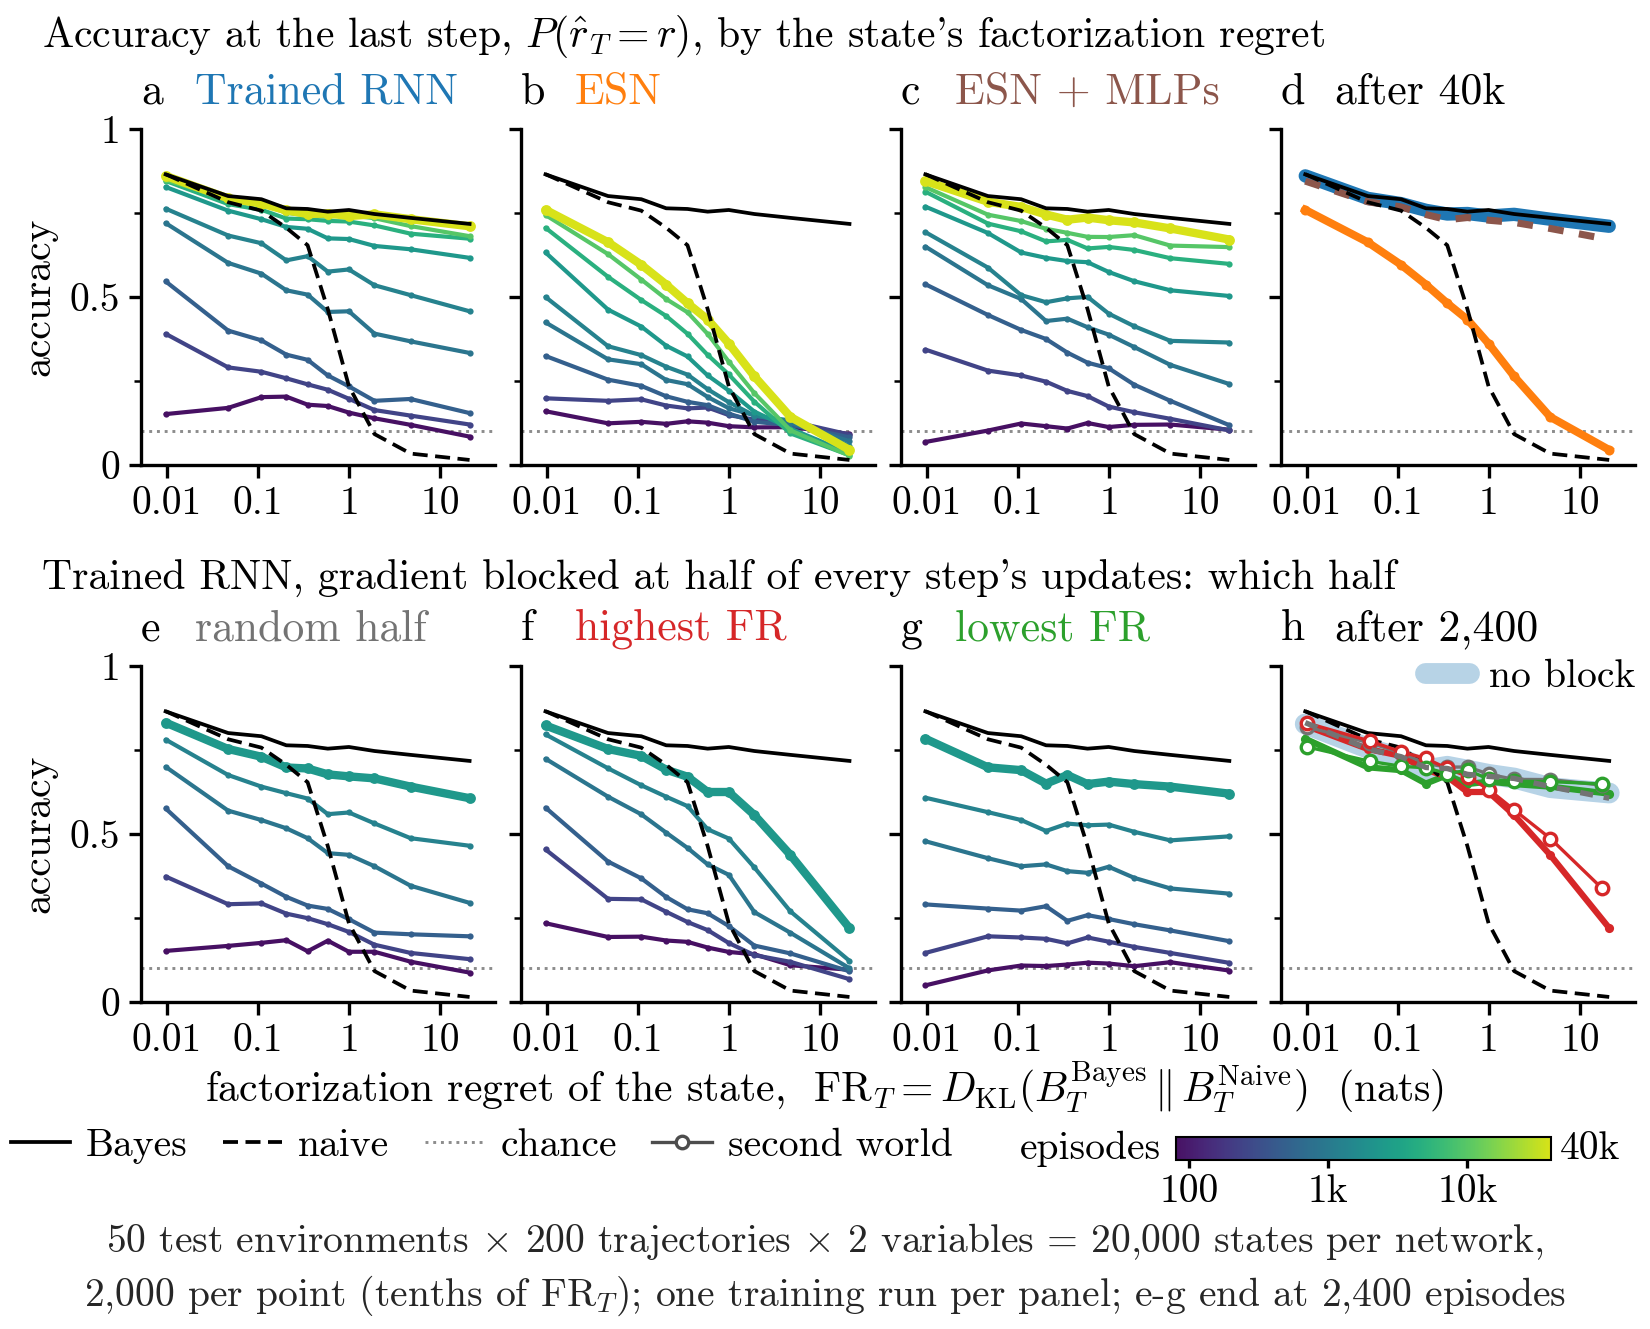 Accuracy at the last step, P(r̂_T = r), by the state's factorization regret
a Trained RNN
b ESN
c ESN + MLPs
d after 40k
accuracy
1
0.5
0
0.01 0.1 1 10
0.01 0.1 1 10
0.01 0.1 1 10
0.01 0.1 1 10
Trained RNN, gradient blocked at half of every step's updates: which half
e random half
f highest FR
g lowest FR
h after 2,400
no block
accuracy
1
0.5
0
0.01 0.1 1 10
0.01 0.1 1 10
0.01 0.1 1 10
0.01 0.1 1 10
factorization regret of the state, FR_T = D_KL(B_T^Bayes ∥ B_T^Naive) (nats)
Bayes naive chance second world episodes 40k
100 1k 10k
50 test environments × 200 trajectories × 2 variables = 20,000 states per network,
2,000 per point (tenths of FR_T); one training run per panel; e-g end at 2,400 episodes